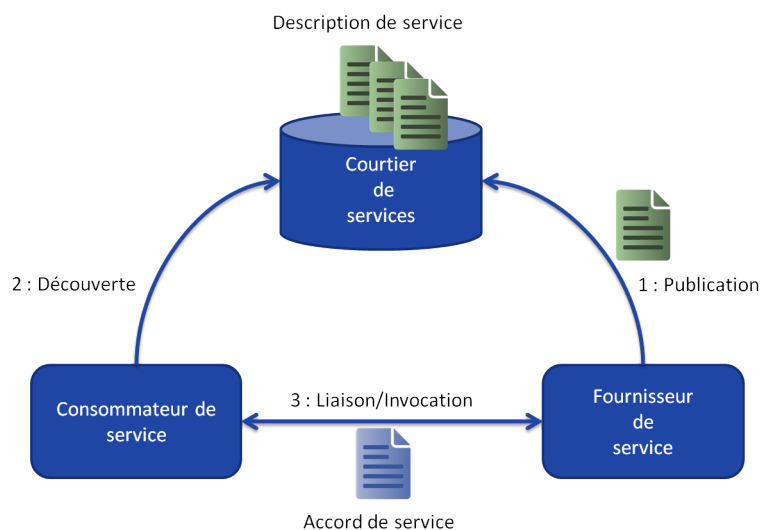 Description de service
Courtier
de
services
2 : Découverte
1 : Publication
Consommateur de
service
3 : Liaison/Invocation
Fournisseur
de
service
Accord de service